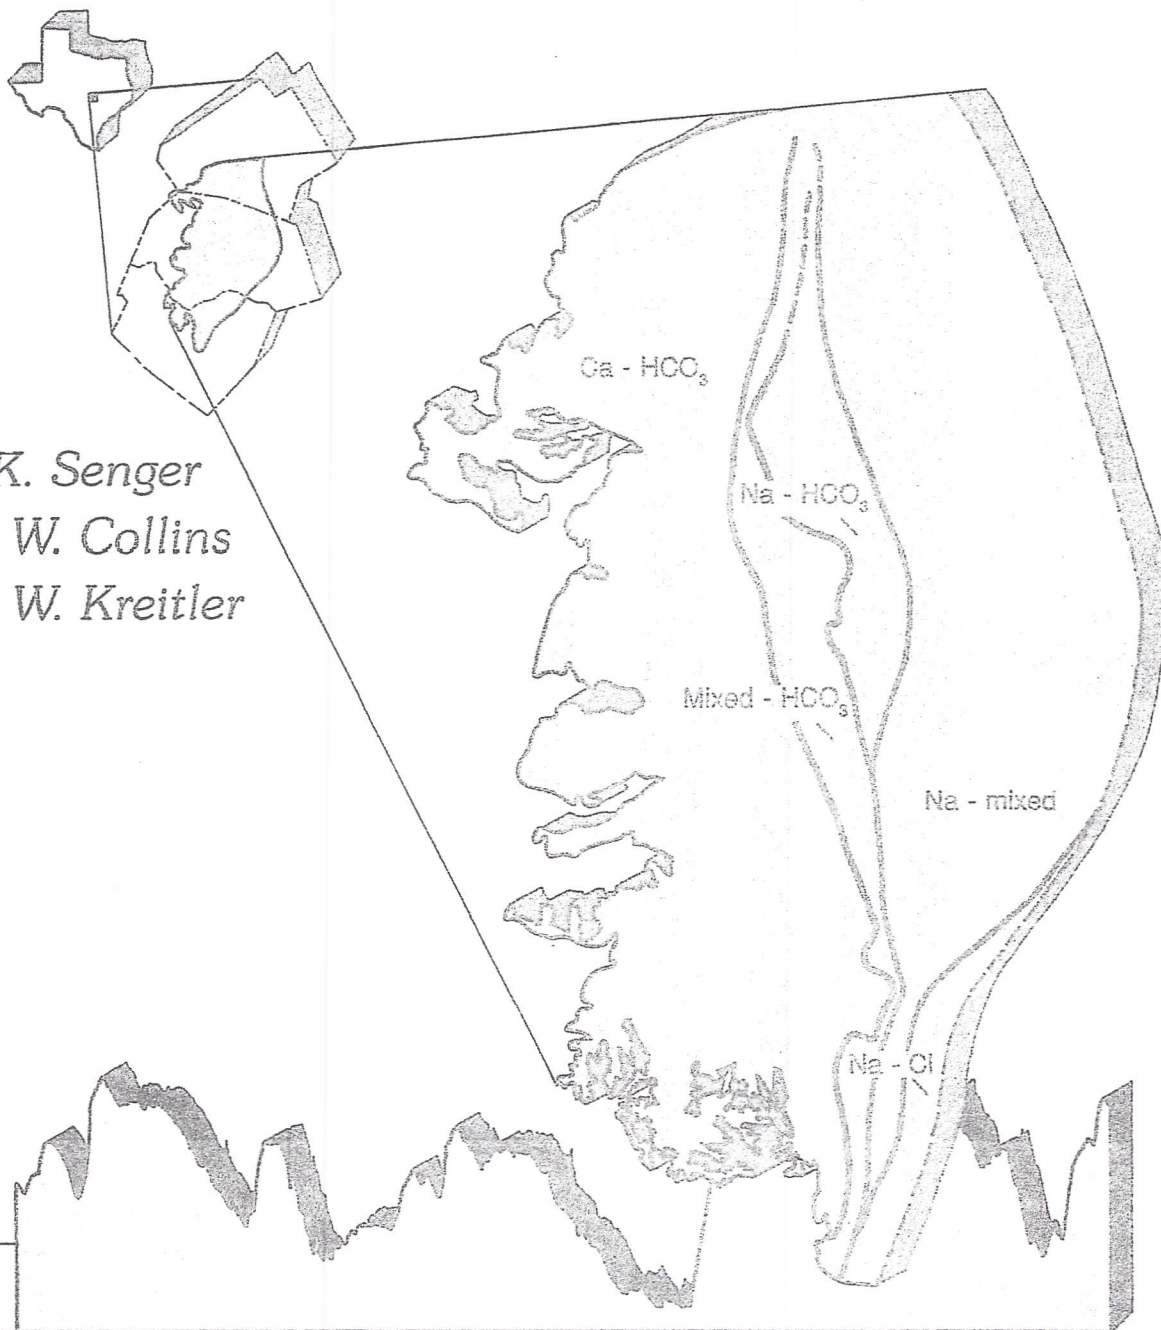 K. Senger
W. Collins
W. Kreitler
Ca - HCO₃
Na - HCO₃
Mixed - HCO₃
Na - mixed
Na - Cl